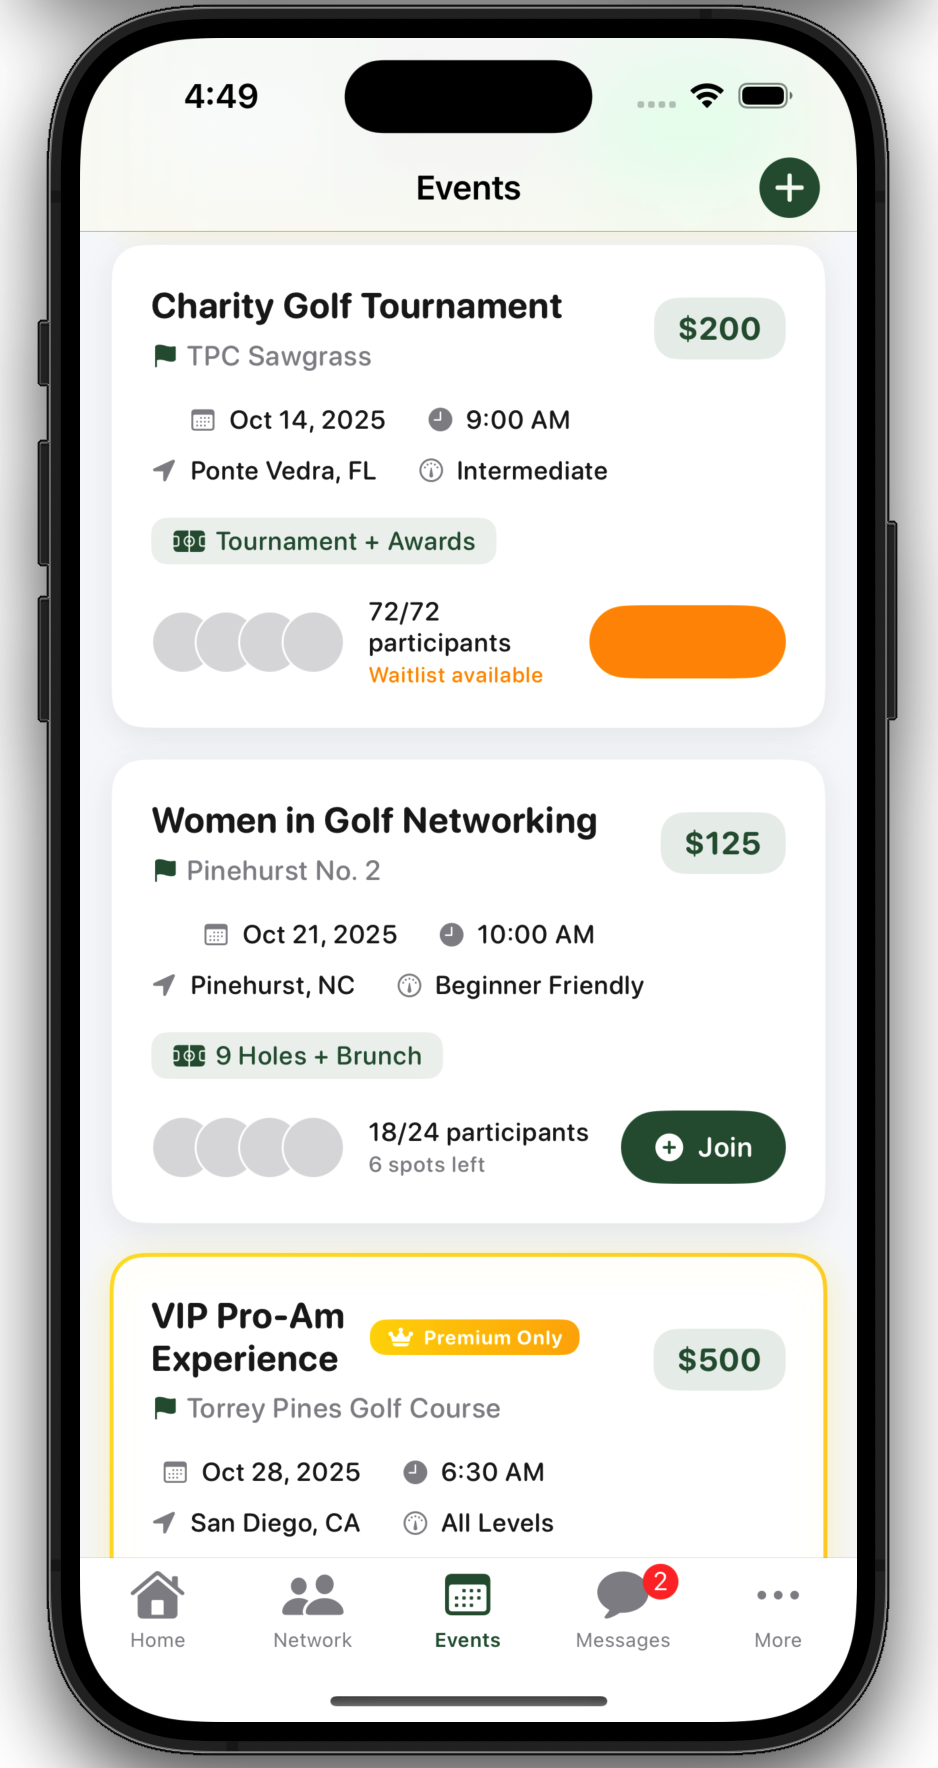 4:49
Events
Charity Golf Tournament
$200
TPC Sawgrass
Oct 14, 2025
9:00 AM
Ponte Vedra, FL
Intermediate
Tournament + Awards
72/72
participants
Waitlist available
Women in Golf Networking
$125
Pinehurst No. 2
Oct 21, 2025
10:00 AM
Pinehurst, NC
Beginner Friendly
9 Holes + Brunch
18/24 participants
6 spots left
Join
VIP Pro-Am
Experience
Premium Only
$500
Torrey Pines Golf Course
Oct 28, 2025
6:30 AM
San Diego, CA
All Levels
2
Home
Network
Events
Messages
More